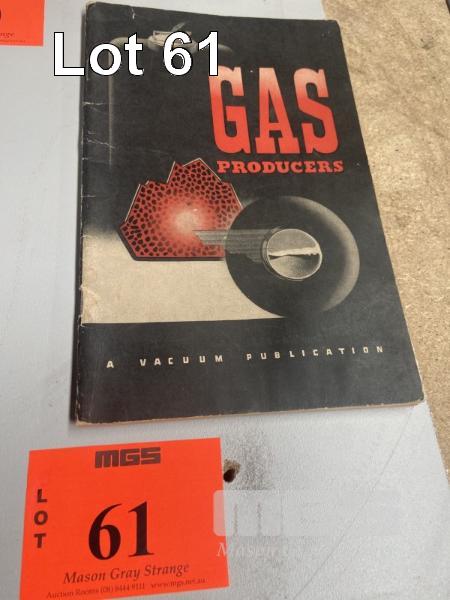 Lot 61
GAS
PRODUCERS
A VACUUM PUBLICATION
MGS
LOT
61
Mason Gray Strange
Auction Rooms (08) 8444 9111 www.mgs.net.au
MGS